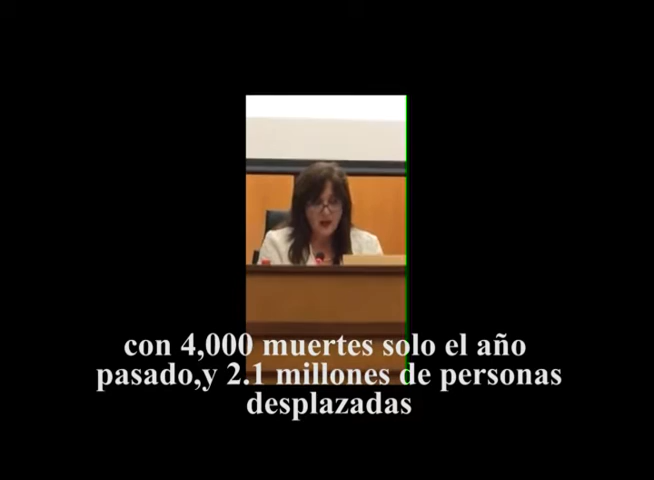 con 4,000 muertes solo el año
pasado,y 2.1 millones de personas
desplazadas